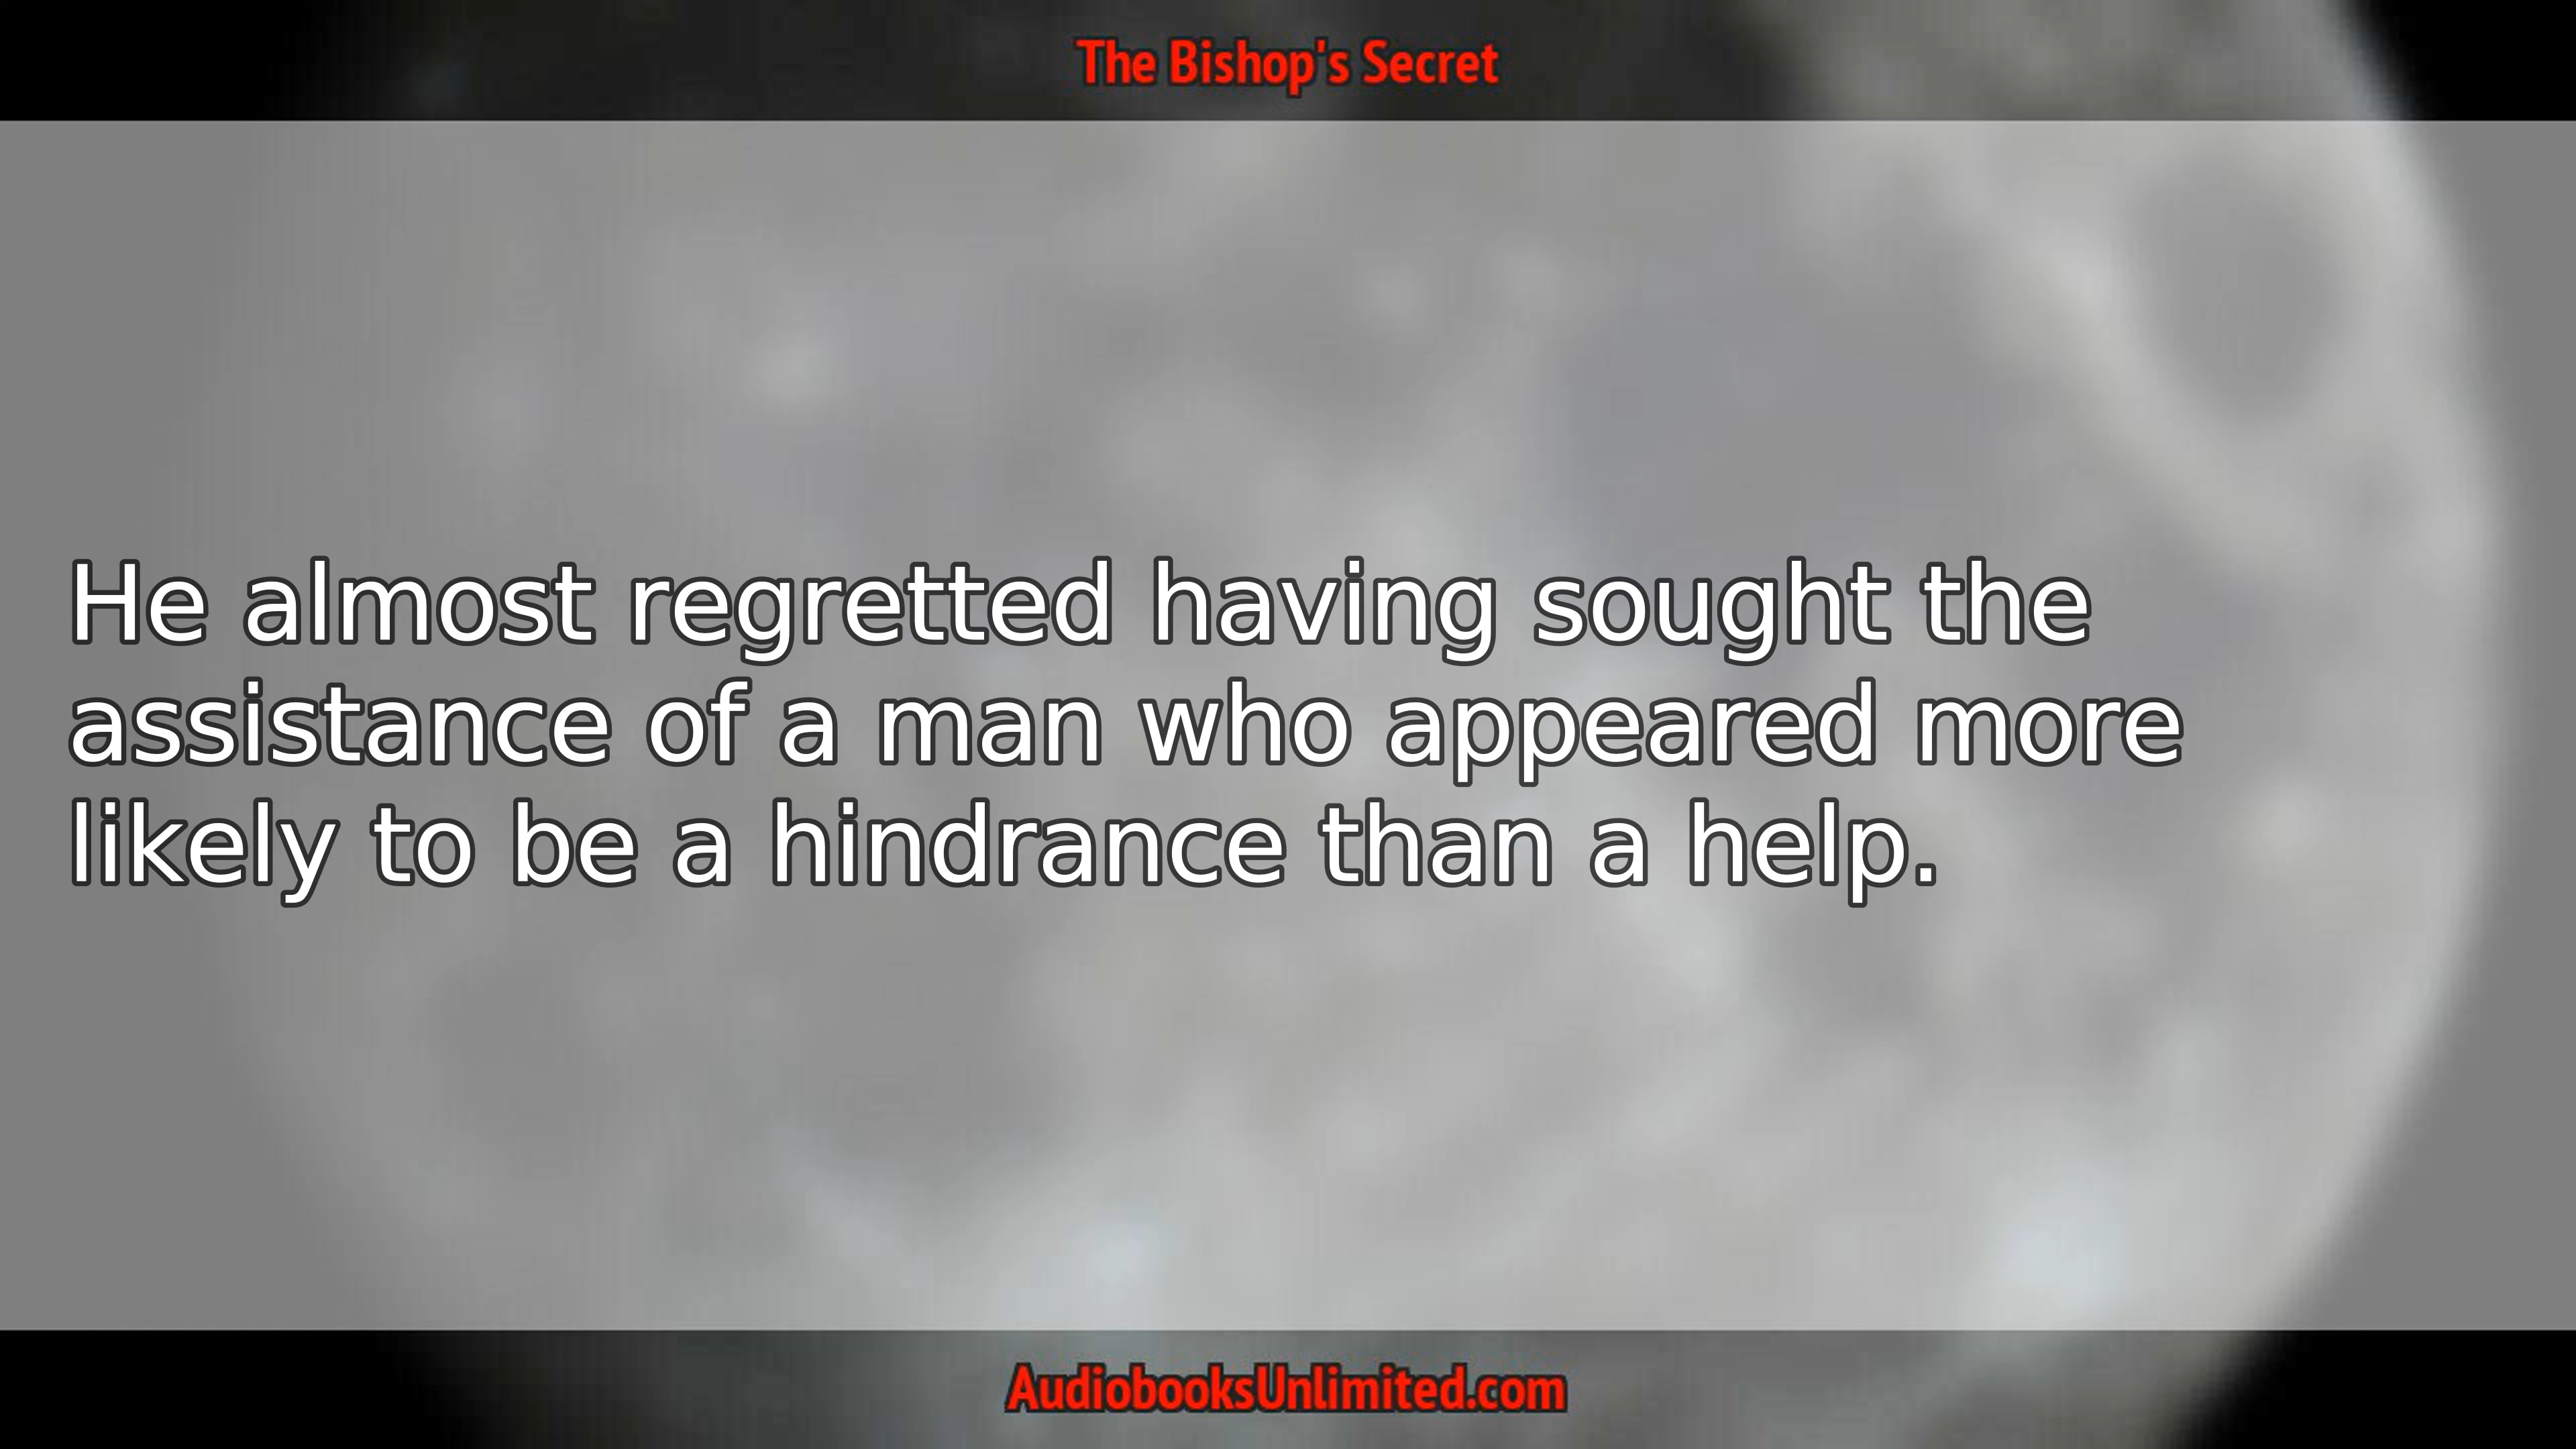 The Bishop's Secret
He almost regretted having sought the
assistance of a man who appeared more
likely to be a hindrance than a help.
AudiobooksUnlimited.com